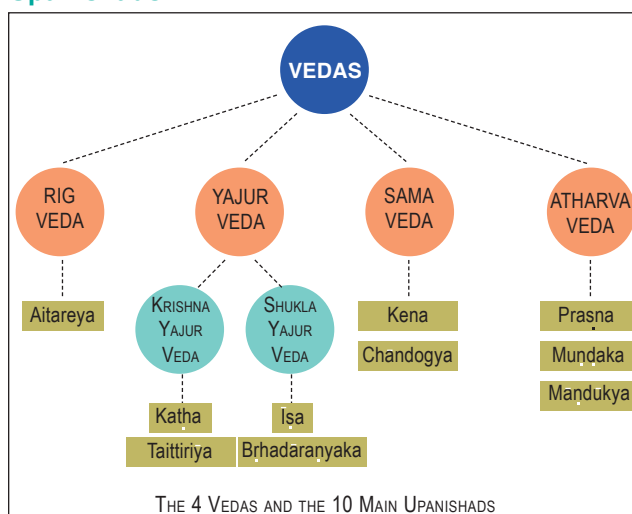 VEDAS
RIG
VEDA
YAJUR
VEDA
SAMA
VEDA
ATHARVA
VEDA
Aitareya
KRISHNA
YAJUR
VEDA
SHUKLA
YAJUR
VEDA
Kena
Chandogya
Prasna
Mundaka
Mandukya
Katha
Taittiriya
Isa
Brhadaranyaka
THE 4 VEDAS AND THE 10 MAIN UPANISHADS